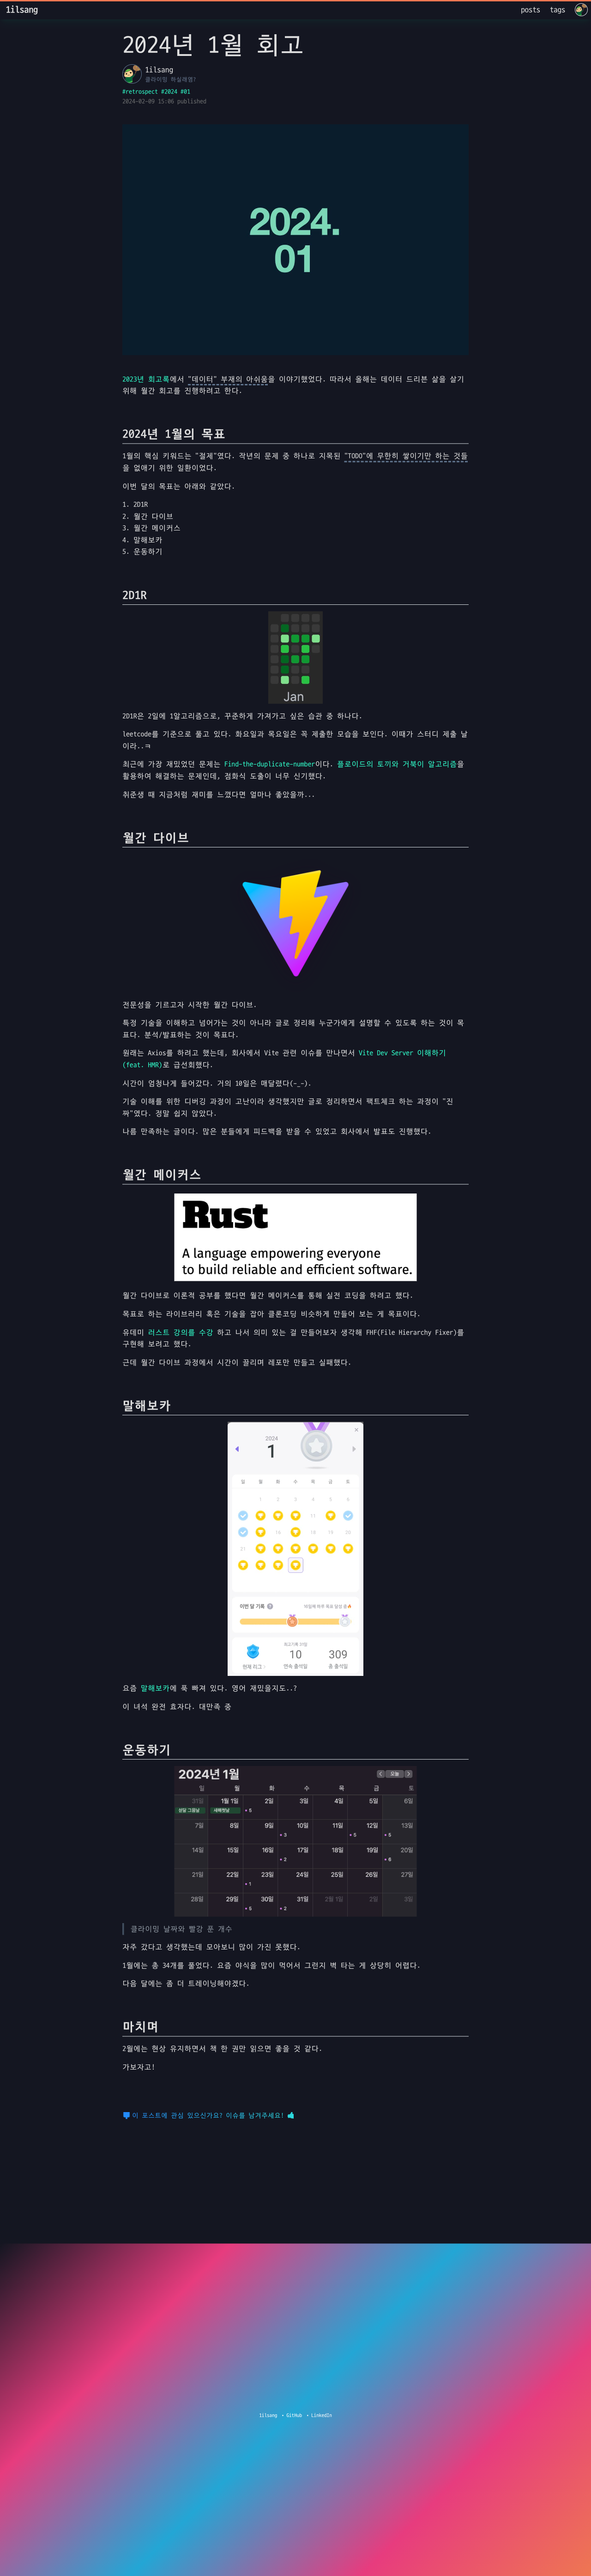 1ilsang
posts tags
2024년 1월 회고
1ilsang
클라이밍 하실래염?
#retrospect #2024 #01
2024-02-09 15:06 published
2024.
01
2023년 회고록에서 "데이터" 부재의 아쉬움을 이야기했었다. 따라서 올해는 데이터 드리븐 삶을 살기
위해 월간 회고를 진행하려고 한다.
2024년 1월의 목표
1월의 핵심 키워드는 "절제"였다. 작년의 문제 중 하나로 지목된 "TODO"에 무한히 쌓이기만 하는 것들
을 없애기 위한 일환이었다.
이번 달의 목표는 아래와 같았다.
1. 2D1R
2. 월간 다이브
3. 월간 메이커스
4. 말해보카
5. 운동하기
2D1R
Jan
2D1R은 2일에 1알고리즘으로, 꾸준하게 가져가고 싶은 습관 중 하나다.
leetcode를 기준으로 풀고 있다. 화요일과 목요일은 꼭 제출한 모습을 보인다. 이때가 스터디 제출 날
이라..ㅋ
최근에 가장 재밌었던 문제는 Find-the-duplicate-number이다. 플로이드의 토끼와 거북이 알고리즘을
활용하여 해결하는 문제인데, 점화식 도출이 너무 신기했다.
취준생 때 지금처럼 재미를 느꼈다면 얼마나 좋았을까...
월간 다이브
전문성을 기르고자 시작한 월간 다이브.
특정 기술을 이해하고 넘어가는 것이 아니라 글로 정리해 누군가에게 설명할 수 있도록 하는 것이 목
표다. 분석/발표하는 것이 목표다.
원래는 Axios를 하려고 했는데, 회사에서 Vite 관련 이슈를 만나면서 Vite Dev Server 이해하기
(feat. HMR)로 급선회했다.
시간이 엄청나게 들어갔다. 거의 10일은 매달렸다(-_-).
기술 이해를 위한 디버깅 과정이 고난이라 생각했지만 글로 정리하면서 팩트체크 하는 과정이 "진
짜"였다. 정말 쉽지 않았다.
나름 만족하는 글이다. 많은 분들에게 피드백을 받을 수 있었고 회사에서 발표도 진행했다.
월간 메이커스
Rust
A language empowering everyone
to build reliable and efficient software.
월간 다이브로 이론적 공부를 했다면 월간 메이커스를 통해 실전 코딩을 하려고 했다.
목표로 하는 라이브러리 혹은 기술을 잡아 클론코딩 비슷하게 만들어 보는 게 목표이다.
유데미 러스트 강의를 수강 하고 나서 의미 있는 걸 만들어보자 생각해 FHF(File Hierarchy Fixer)를
구현해 보려고 했다.
근데 월간 다이브 과정에서 시간이 끌리며 레포만 만들고 실패했다.
말해보카
2024
1
일 월 화 수 목 금 토
1 2 3 4 5 6
11
16 18 19 20
21
이번 달 기록
현재 리그
10
연속 출석일
309
총 출석일
요즘 말해보카에 푹 빠져 있다. 영어 재밌을지도..?
이 녀석 완전 효자다. 대만족 중
운동하기
2024년 1월
오늘
일 월 화 수 목 금 토
31일 1월 1일 2일 3일 4일 5일 6일
새해첫날
7일 8일 9일 10일 11일 12일 13일
14일 15일 16일 17일 18일 19일 20일
21일 22일 23일 24일 25일 26일 27일
28일 29일 30일 31일 2월 1일 2일 3일
클라이밍 날짜와 빨강 푼 개수
자주 갔다고 생각했는데 모아보니 많이 가진 못했다.
1월에는 총 34개를 풀었다. 요즘 야식을 많이 먹어서 그런지 벽 타는 게 상당히 어렵다.
다음 달에는 좀 더 트레이닝해야겠다.
마치며
2월에는 현상 유지하면서 책 한 권만 읽으면 좋을 것 같다.
가보자고!
이 포스트에 관심 있으신가요? 이슈를 남겨주세요!
1ilsang • GitHub • LinkedIn